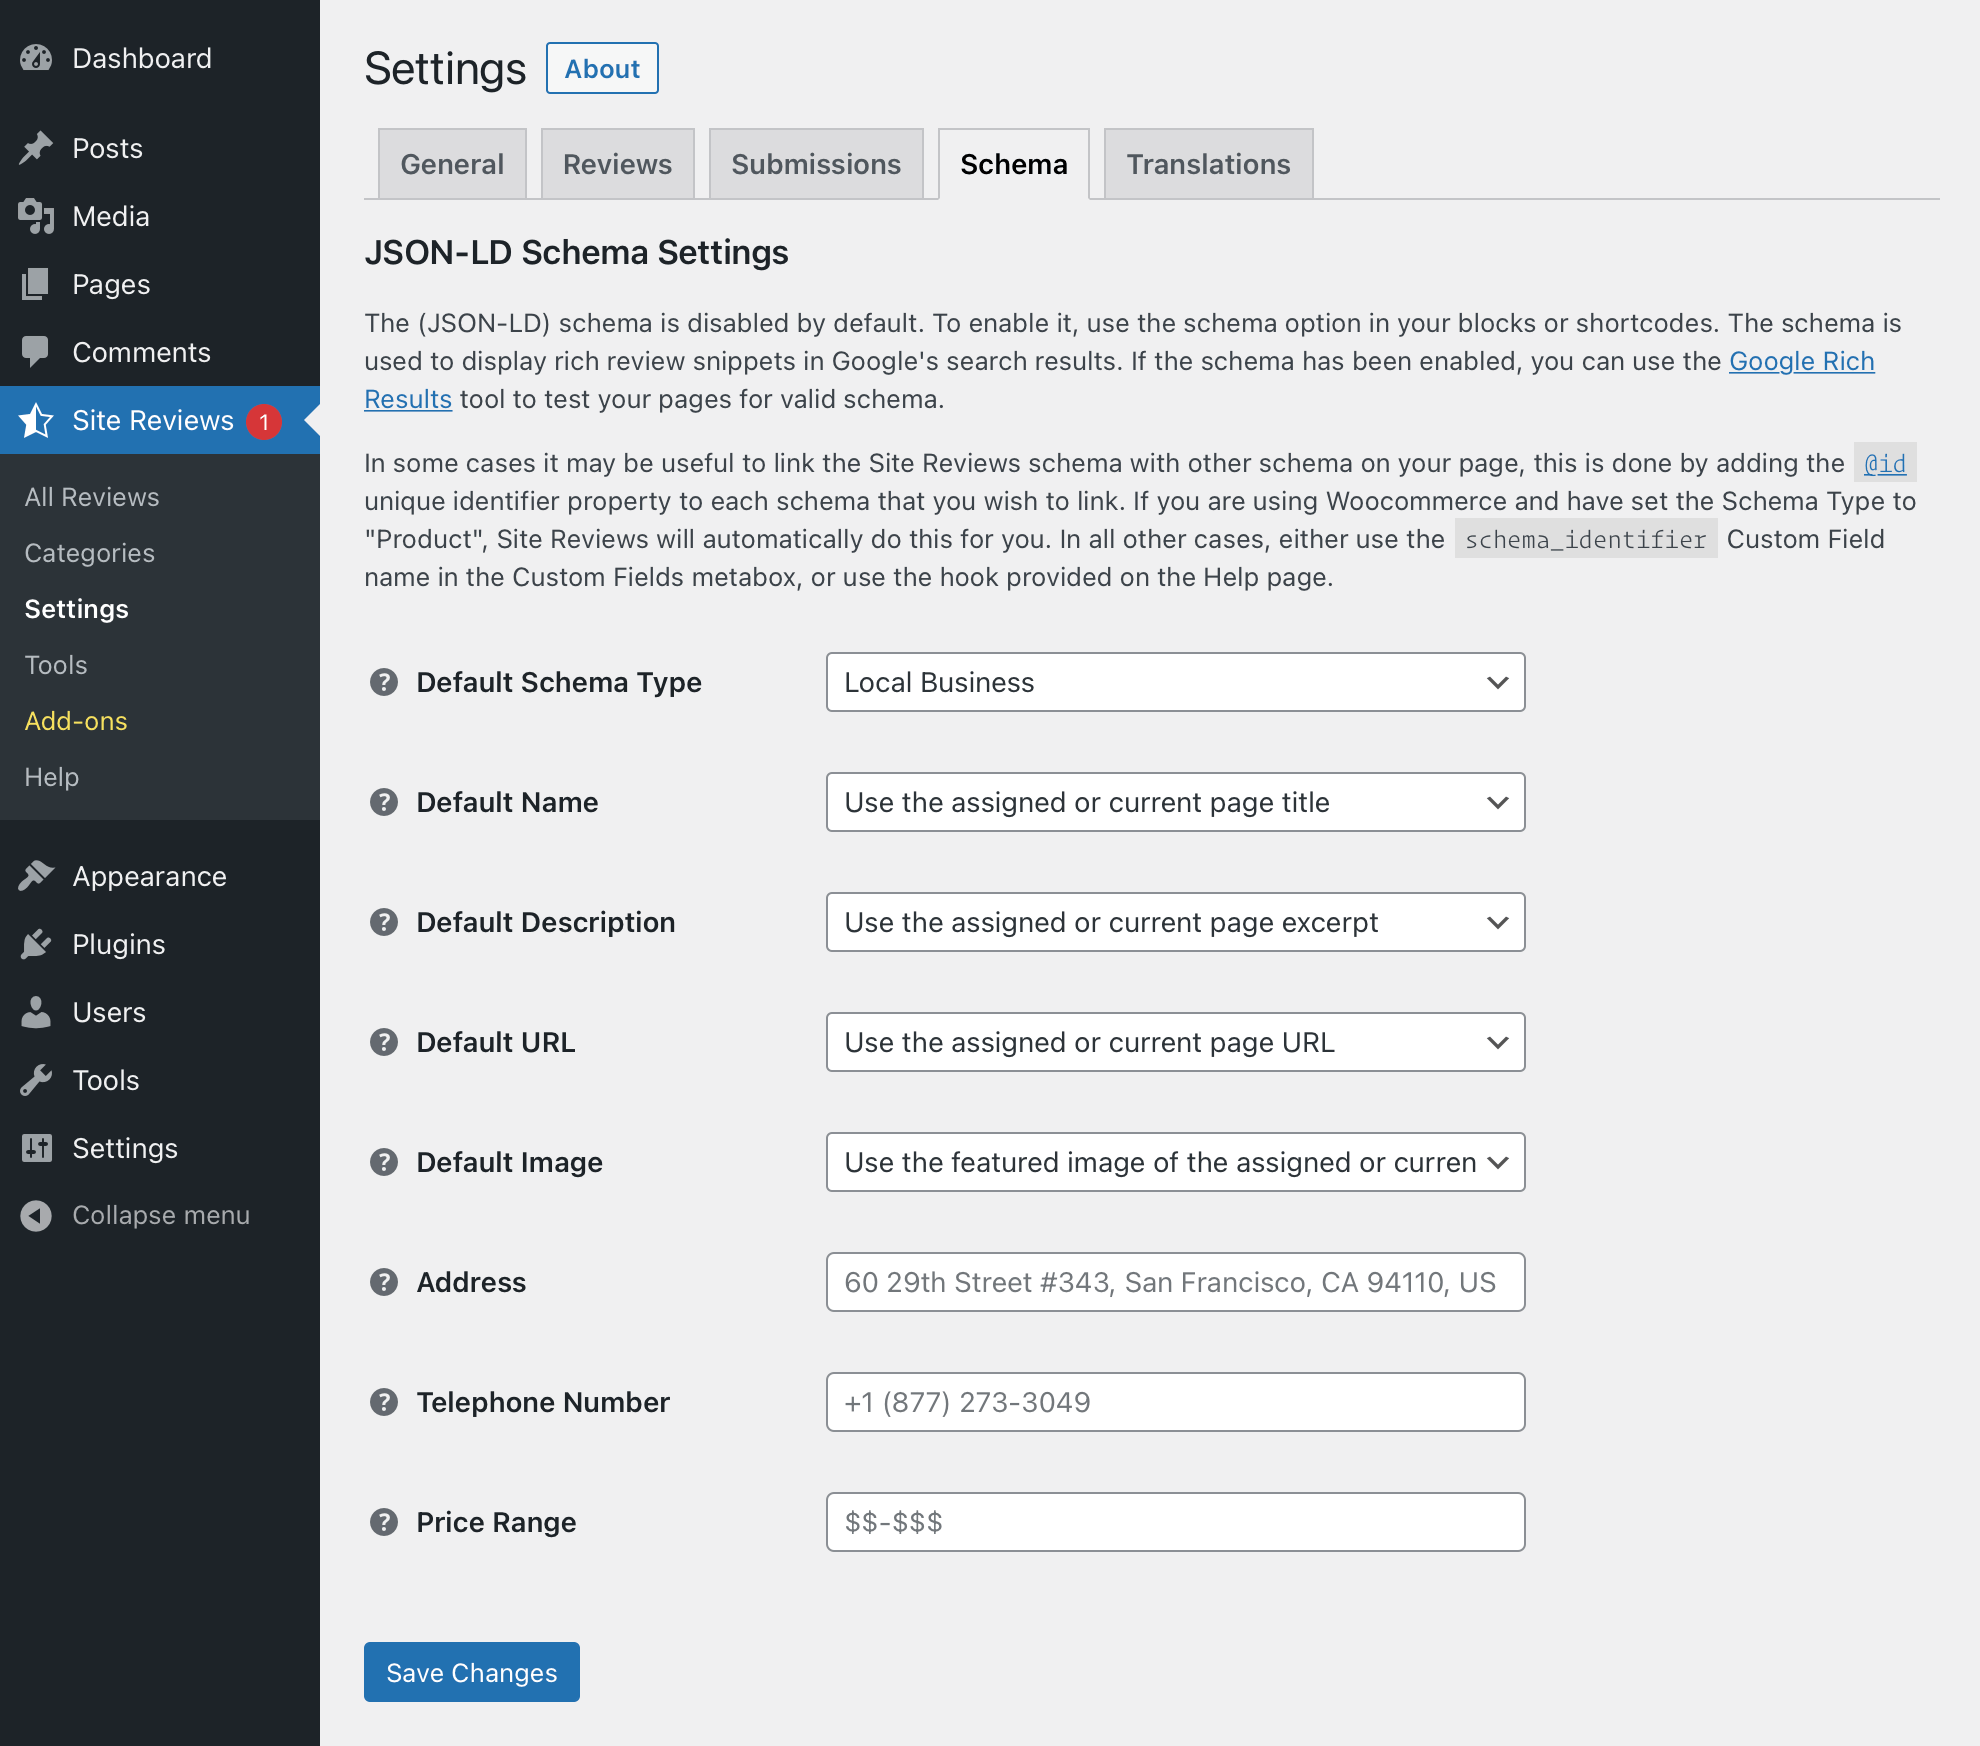 Dashboard
Posts
Media
Pages
Comments
Site Reviews 1
All Reviews
Categories
Settings
Tools
Add-ons
Help
Appearance
Plugins
Users
Tools
Settings
Collapse menu
Settings About
General Reviews Submissions Schema Translations
JSON-LD Schema Settings
The (JSON-LD) schema is disabled by default. To enable it, use the schema option in your blocks or shortcodes. The schema is
used to display rich review snippets in Google's search results. If the schema has been enabled, you can use the Google Rich
Results tool to test your pages for valid schema.
In some cases it may be useful to link the Site Reviews schema with other schema on your page, this is done by adding the @id
unique identifier property to each schema that you wish to link. If you are using Woocommerce and have set the Schema Type to
"Product", Site Reviews will automatically do this for you. In all other cases, either use the schema_identifier Custom Field
name in the Custom Fields metabox, or use the hook provided on the Help page.
? Default Schema Type Local Business
? Default Name Use the assigned or current page title
? Default Description Use the assigned or current page excerpt
? Default URL Use the assigned or current page URL
? Default Image Use the featured image of the assigned or curren
? Address 60 29th Street #343, San Francisco, CA 94110, US
? Telephone Number +1 (877) 273-3049
? Price Range $$-$$$
Save Changes